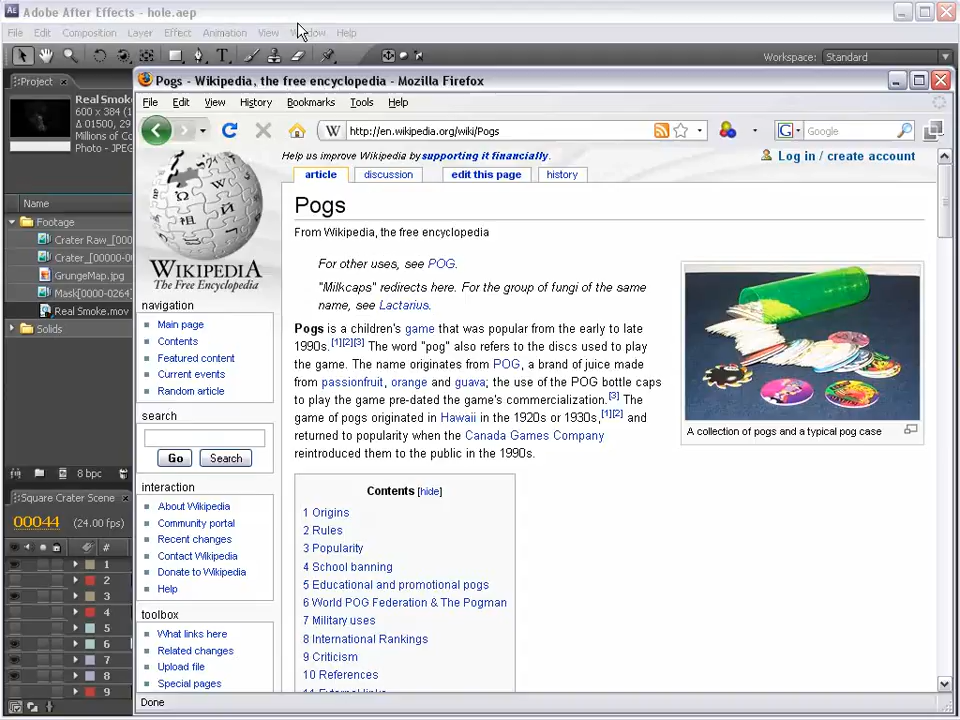 Adobe After Effects - hole.aep
File Edit Composition Layer Effect Animation View Window Help
Workspace: Standard
Project
Real Smoke
600 x 384 (1
Δ 01500, 29
Millions of C
Photo - JPEG
Name
Footage
Crater Raw_[000
Crater_[00000-0
GrungeMap.jpg
Mask[0000-0264]
Real Smoke.mov
Solids
8 bpc
Square Crater Scene
00044 (24.00 fps)
#
1
2
3
4
5
6
7
8
9
Pogs - Wikipedia, the free encyclopedia - Mozilla Firefox
File Edit View History Bookmarks Tools Help
W http://en.wikipedia.org/wiki/Pogs G Google
Help us improve Wikipedia by supporting it financially.
Log in / create account
article discussion edit this page history
WIKIPEDIA
The Free Encyclopedia
navigation
Main page
Contents
Featured content
Current events
Random article
search
Go Search
interaction
About Wikipedia
Community portal
Recent changes
Contact Wikipedia
Donate to Wikipedia
Help
toolbox
What links here
Related changes
Upload file
Special pages
Pogs
From Wikipedia, the free encyclopedia
For other uses, see POG.
"Milkcaps" redirects here. For the group of fungi of the same
name, see Lactarius.
Pogs is a children's game that was popular from the early to late
1990s.[1][2][3] The word "pog" also refers to the discs used to play
the game. The name originates from POG, a brand of juice made
from passionfruit, orange and guava; the use of the POG bottle caps
to play the game pre-dated the game's commercialization.[3] The
game of pogs originated in Hawaii in the 1920s or 1930s,[1][2] and
returned to popularity when the Canada Games Company
reintroduced them to the public in the 1990s.
A collection of pogs and a typical pog case
Contents [hide]
1 Origins
2 Rules
3 Popularity
4 School banning
5 Educational and promotional pogs
6 World POG Federation & The Pogman
7 Military uses
8 International Rankings
9 Criticism
10 References
11 External links
Done